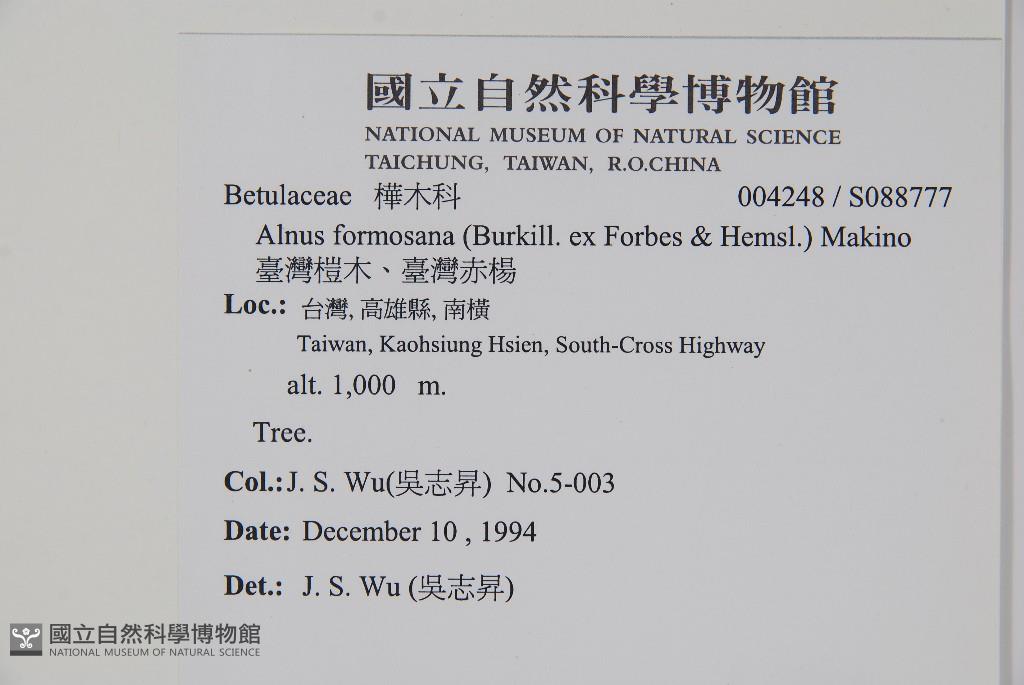 國立自然科學博物館
NATIONAL MUSEUM OF NATURAL SCIENCE
TAICHUNG, TAIWAN, R.O.CHINA
Betulaceae 樺木科 004248 / S088777
Alnus formosana (Burkill. ex Forbes & Hemsl.) Makino
臺灣榿木、臺灣赤楊
Loc.: 台灣, 高雄縣, 南橫
Taiwan, Kaohsiung Hsien, South-Cross Highway
alt. 1,000 m.
Tree.
Col.: J. S. Wu(吳志昇) No.5-003
Date: December 10 , 1994
Det.: J. S. Wu (吳志昇)
國立自然科學博物館
NATIONAL MUSEUM OF NATURAL SCIENCE